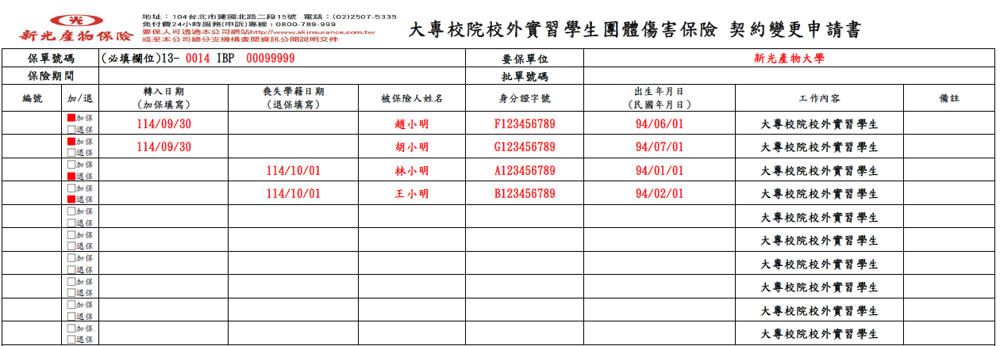 地址：104台北市建國北路二段15號 電話：(02)2507-5335
免付費24小時服務(申訴)專線：0800-789-999
要保人可透過本公司網站http://www.skinsurance.com.tw
或至本公司總分支機構查閱資訊公開說明文件
光
新光產物保險
大專校院校外實習學生團體傷害保險 契約變更申請書
保單號碼 (必填欄位)13- 0014 IBP 00099999 要保單位 新光產物大學
保險期間 批單號碼
編號 加/退 轉入日期 喪失學籍日期 被保險人姓名 身分證字號 出生年月日 工作內容 備註
(加保填寫) (退保填寫) (民國年月日)
■加保 114/09/30 趙小明 F123456789 94/06/01 大專校院校外實習學生
□退保
■加保 114/09/30 胡小明 G123456789 94/07/01 大專校院校外實習學生
□退保
□加保 114/10/01 林小明 A123456789 94/01/01 大專校院校外實習學生
■退保
□加保 114/10/01 王小明 B123456789 94/02/01 大專校院校外實習學生
■退保
□加保 大專校院校外實習學生
□退保
□加保 大專校院校外實習學生
□退保
□加保 大專校院校外實習學生
□退保
□加保 大專校院校外實習學生
□退保
□加保 大專校院校外實習學生
□退保
□加保 大專校院校外實習學生
□退保